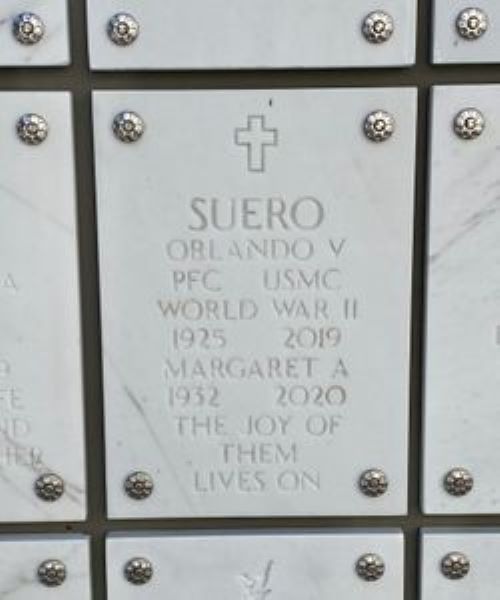 SUERO
ORLANDO V
PFC USMC
WORLD WAR II
1925 2019
MARGARET A
1932 2020
THE JOY OF
THEM
LIVES ON